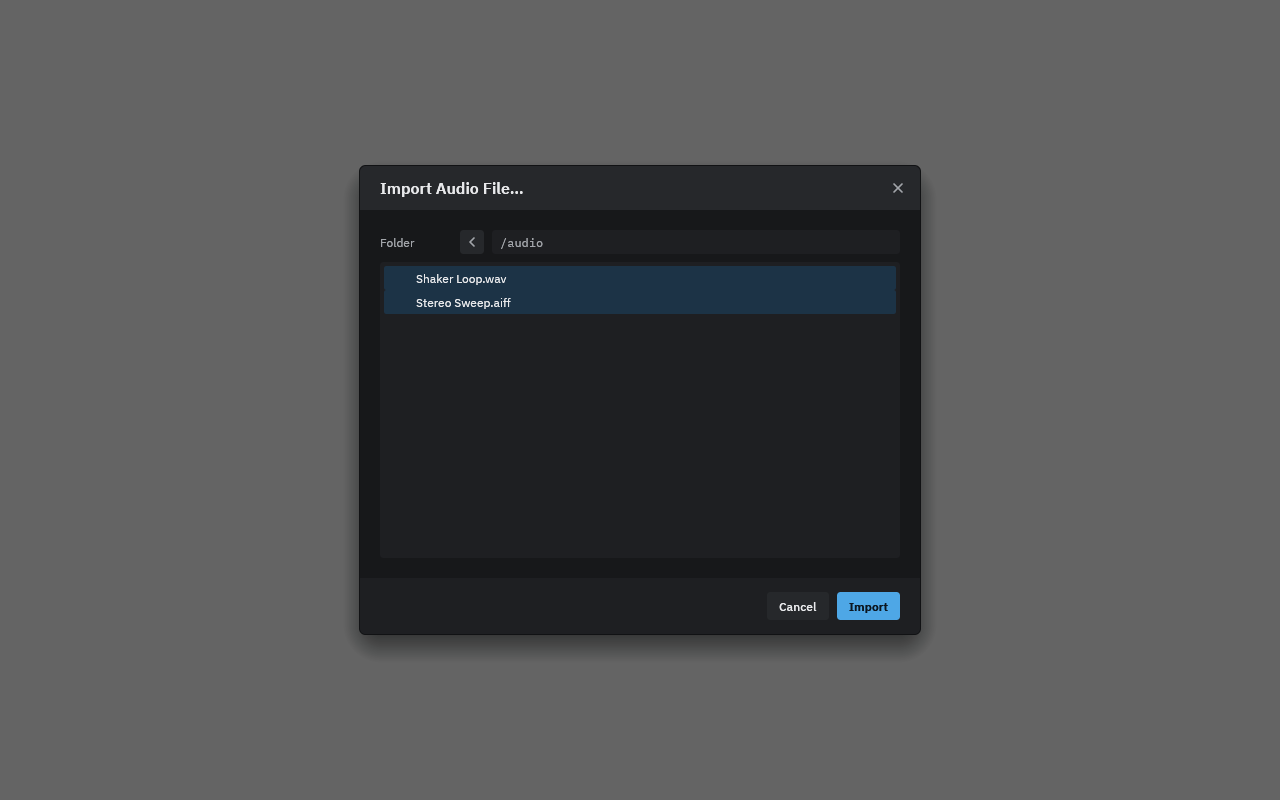 Import Audio File...
Folder
/audio
Shaker Loop.wav
Stereo Sweep.aiff
Cancel Import